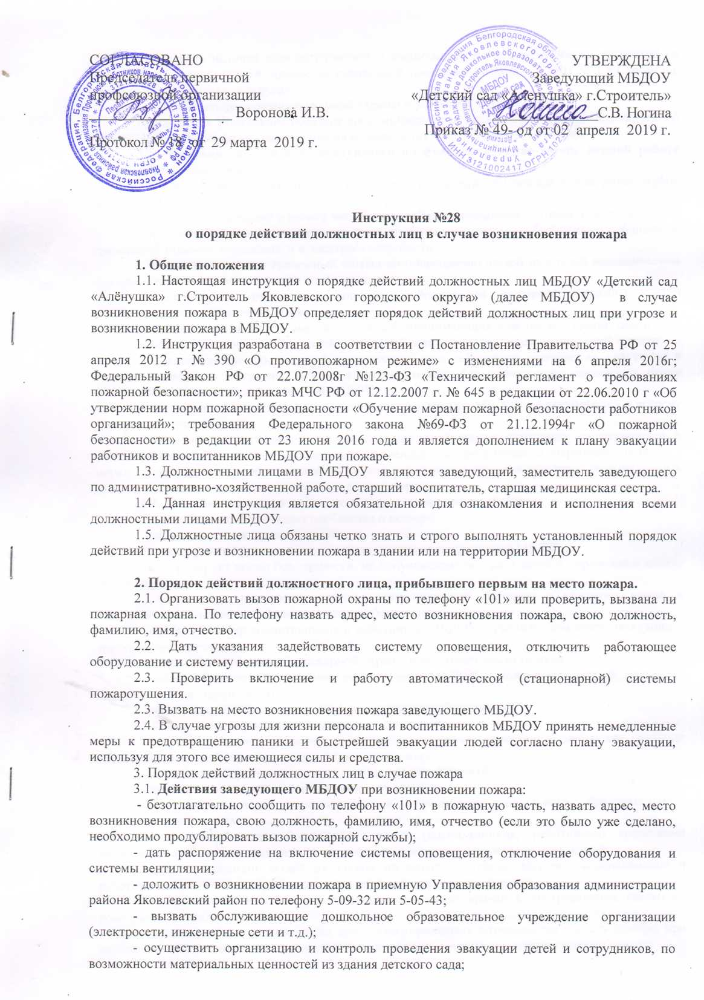 СОГЛАСОВАНО
Председатель первичной
профсоюзной организации
Воронова И.В.
Протокол № 18 от 29 марта 2019 г.
УТВЕРЖДЕНА
Заведующий МБДОУ
«Детский сад «Аленушка» г.Строитель»
С.В. Ногина
Приказ № 49- од от 02 апреля 2019 г.
Инструкция №28
о порядке действий должностных лиц в случае возникновения пожара
1. Общие положения
1.1. Настоящая инструкция о порядке действий должностных лиц МБДОУ «Детский сад
«Алёнушка» г.Строитель Яковлевского городского округа» (далее МБДОУ) в случае
возникновения пожара в МБДОУ определяет порядок действий должностных лиц при угрозе и
возникновении пожара в МБДОУ.
1.2. Инструкция разработана в соответствии с Постановление Правительства РФ от 25
апреля 2012 г № 390 «О противопожарном режиме» с изменениями на 6 апреля 2016г;
Федеральный Закон РФ от 22.07.2008г №123-ФЗ «Технический регламент о требованиях
пожарной безопасности»; приказ МЧС РФ от 12.12.2007 г. № 645 в редакции от 22.06.2010 г «Об
утверждении норм пожарной безопасности «Обучение мерам пожарной безопасности работников
организаций»; требования Федерального закона №69-ФЗ от 21.12.1994г «О пожарной
безопасности» в редакции от 23 июня 2016 года и является дополнением к плану эвакуации
работников и воспитанников МБДОУ при пожаре.
1.3. Должностными лицами в МБДОУ являются заведующий, заместитель заведующего
по административно-хозяйственной работе, старший воспитатель, старшая медицинская сестра.
1.4. Данная инструкция является обязательной для ознакомления и исполнения всеми
должностными лицами МБДОУ.
1.5. Должностные лица обязаны четко знать и строго выполнять установленный порядок
действий при угрозе и возникновении пожара в здании или на территории МБДОУ.
2. Порядок действий должностного лица, прибывшего первым на место пожара.
2.1. Организовать вызов пожарной охраны по телефону «101» или проверить, вызвана ли
пожарная охрана. По телефону назвать адрес, место возникновения пожара, свою должность,
фамилию, имя, отчество.
2.2. Дать указания задействовать систему оповещения, отключить работающее
оборудование и систему вентиляции.
2.3. Проверить включение и работу автоматической (стационарной) системы
пожаротушения.
2.3. Вызвать на место возникновения пожара заведующего МБДОУ.
2.4. В случае угрозы для жизни персонала и воспитанников МБДОУ принять немедленные
меры к предотвращению паники и быстрейшей эвакуации людей согласно плану эвакуации,
используя для этого все имеющиеся силы и средства.
3. Порядок действий должностных лиц в случае пожара
3.1. Действия заведующего МБДОУ при возникновении пожара:
- безотлагательно сообщить по телефону «101» в пожарную часть, назвать адрес, место
возникновения пожара, свою должность, фамилию, имя, отчество (если это было уже сделано,
необходимо продублировать вызов пожарной службы);
- дать распоряжение на включение системы оповещения, отключение оборудования и
системы вентиляции;
- доложить о возникновении пожара в приемную Управления образования администрации
района Яковлевский район по телефону 5-09-32 или 5-05-43;
- вызвать обслуживающие дошкольное образовательное учреждение организации
(электросети, инженерные сети и т.д.);
- осуществить организацию и контроль проведения эвакуации детей и сотрудников, по
возможности материальных ценностей из здания детского сада;